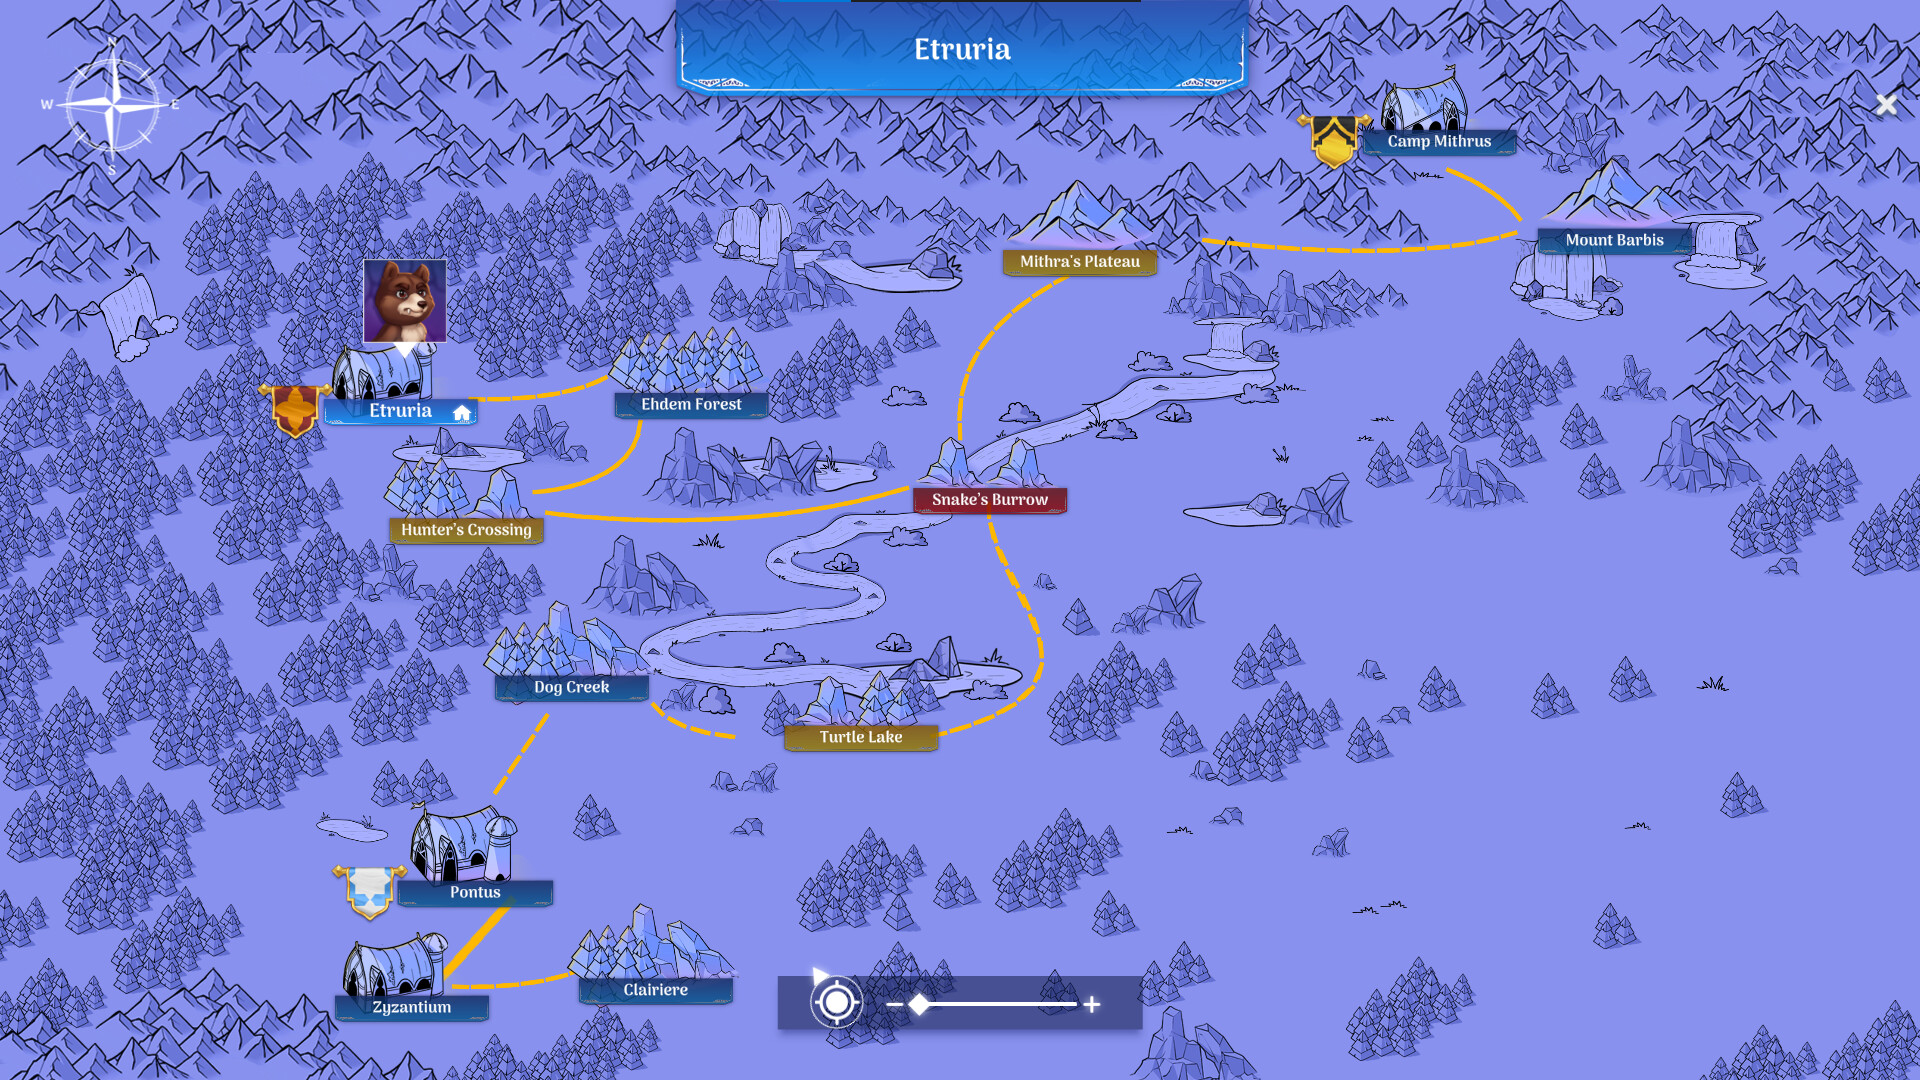 Etruria
N
W
E
S
Camp Mithrus
Mount Barbis
Mithra's Plateau
Etruria
Ehdem Forest
Snake's Burrow
Hunter's Crossing
Dog Creek
Turtle Lake
Pontus
Clairiere
Zyzantium